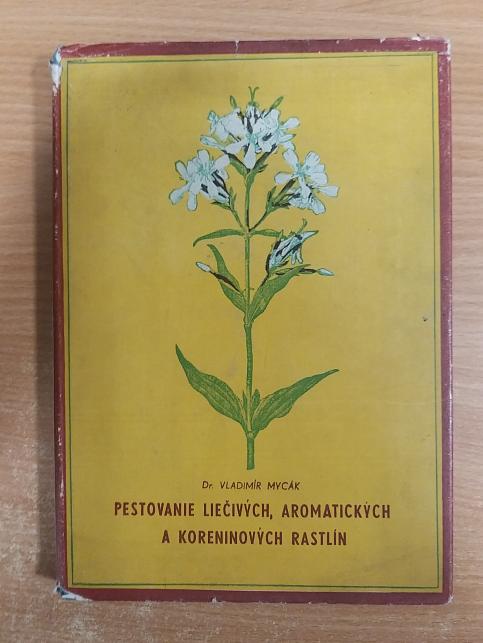 Dr. VLADIMÍR MYCÁK
PESTOVANIE LIEČIVÝCH, AROMATICKÝCH
A KORENINOVÝCH RASTLÍN